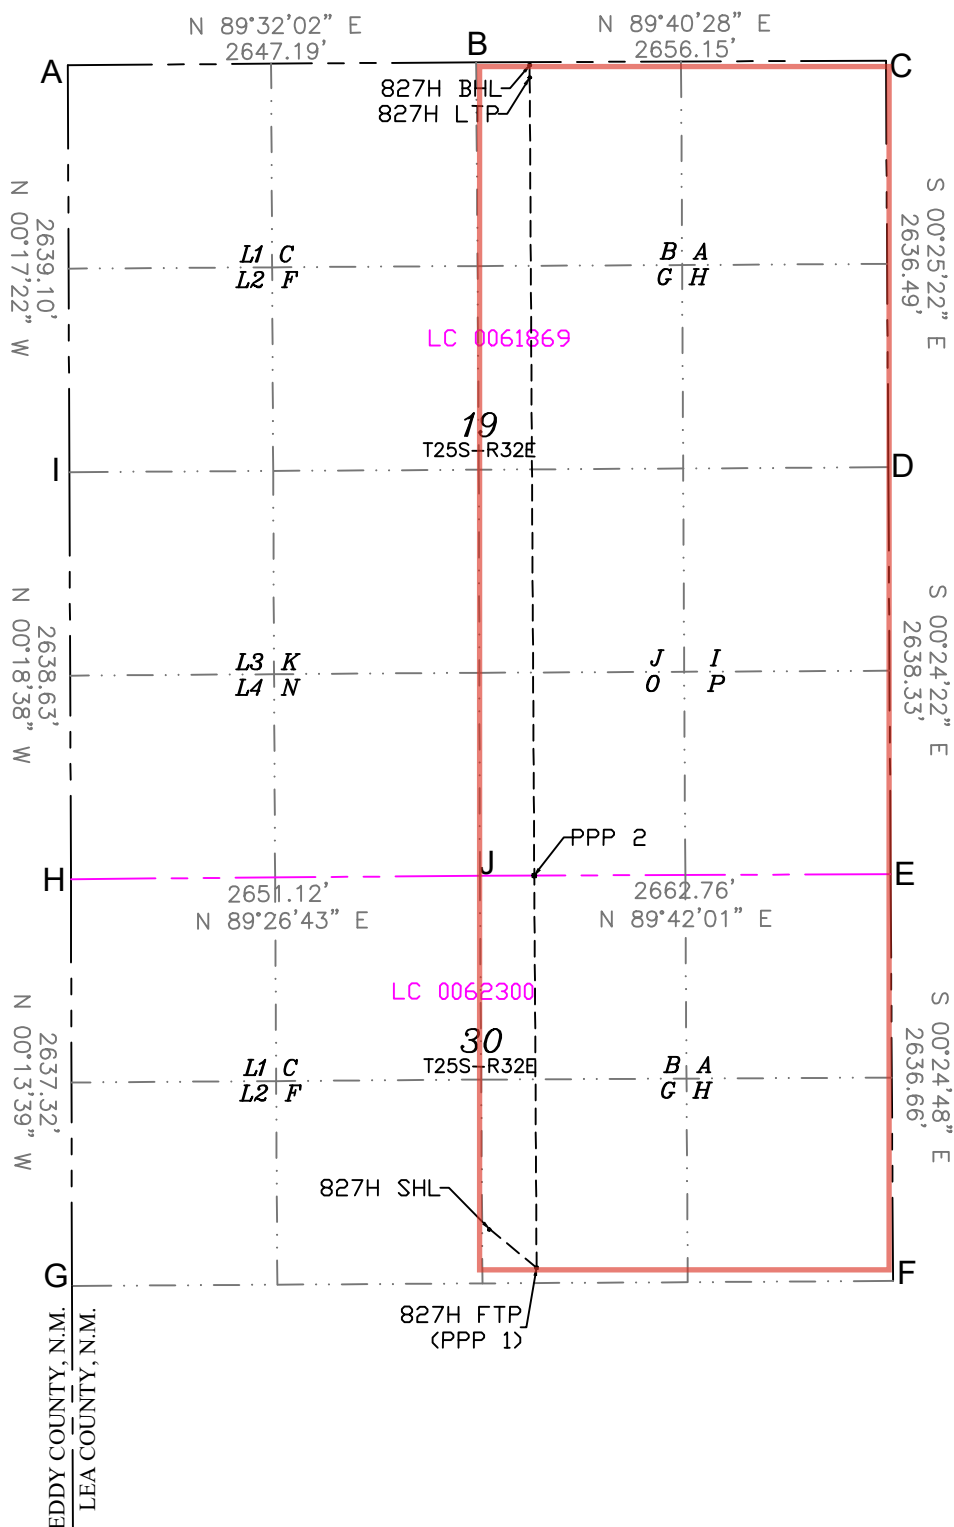 N 89°32'02" E
2647.19'
N 89°40'28" E
2656.15'
A
B
C
827H BHL
827H LTP
N 00°17'22" W
2639.10'
S 00°25'22" E
2636.49'
L1 C
L2 F
B A
G H
LC 0061869
19
T25S-R32E
I
D
N 00°18'38" W
2638.63'
S 00°24'22" E
2638.33'
L3 K
L4 N
J I
O P
PPP 2
H
J
E
2651.12'
N 89°26'43" E
2662.76'
N 89°42'01" E
LC 0062300
30
T25S-R32E
N 00°13'39" W
2637.32'
S 00°24'48" E
2636.66'
L1 C
L2 F
B A
G H
827H SHL
G
F
827H FTP
(PPP 1)
EDDY COUNTY, N.M.
LEA COUNTY, N.M.